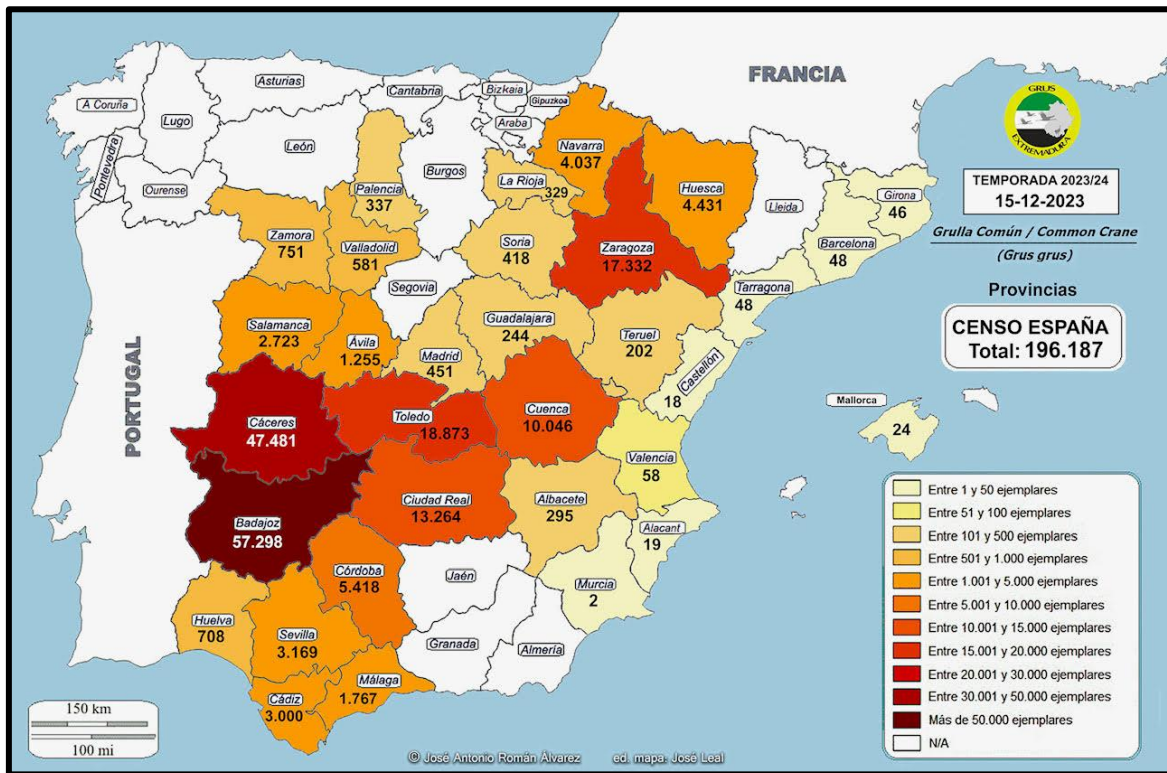 FRANCIA
PORTUGAL
A Coruña
Lugo
Asturias
Cantabria
Bizkaia
Gipuzkoa
Araba
Pontevedra
Ourense
León
Burgos
Palencia
337
La Rioja
329
Navarra
4.037
Huesca
4.431
Lleida
Girona
46
Barcelona
48
Tarragona
48
Zamora
751
Valladolid
581
Soria
418
Zaragoza
17.332
Segovia
Salamanca
2.723
Ávila
1.255
Madrid
451
Guadalajara
244
Teruel
202
Castellón
18
Cáceres
47.481
Toledo
18.873
Cuenca
10.046
Valencia
58
Mallorca
24
Badajoz
57.298
Ciudad Real
13.264
Albacete
295
Alacant
19
Murcia
2
Córdoba
5.418
Jaén
Huelva
708
Sevilla
3.169
Granada
Almería
Cádiz
3.000
Málaga
1.767
GRUS
EXTREMADURA
TEMPORADA 2023/24
15-12-2023
Grulla Común / Common Crane
(Grus grus)
Provincias
CENSO ESPAÑA
Total: 196.187
Entre 1 y 50 ejemplares
Entre 51 y 100 ejemplares
Entre 101 y 500 ejemplares
Entre 501 y 1.000 ejemplares
Entre 1.001 y 5.000 ejemplares
Entre 5.001 y 10.000 ejemplares
Entre 10.001 y 15.000 ejemplares
Entre 15.001 y 20.000 ejemplares
Entre 20.001 y 30.000 ejemplares
Entre 30.001 y 50.000 ejemplares
Más de 50.000 ejemplares
N/A
150 km
100 mi
© José Antonio Román Álvarez ed. mapa: José Leal